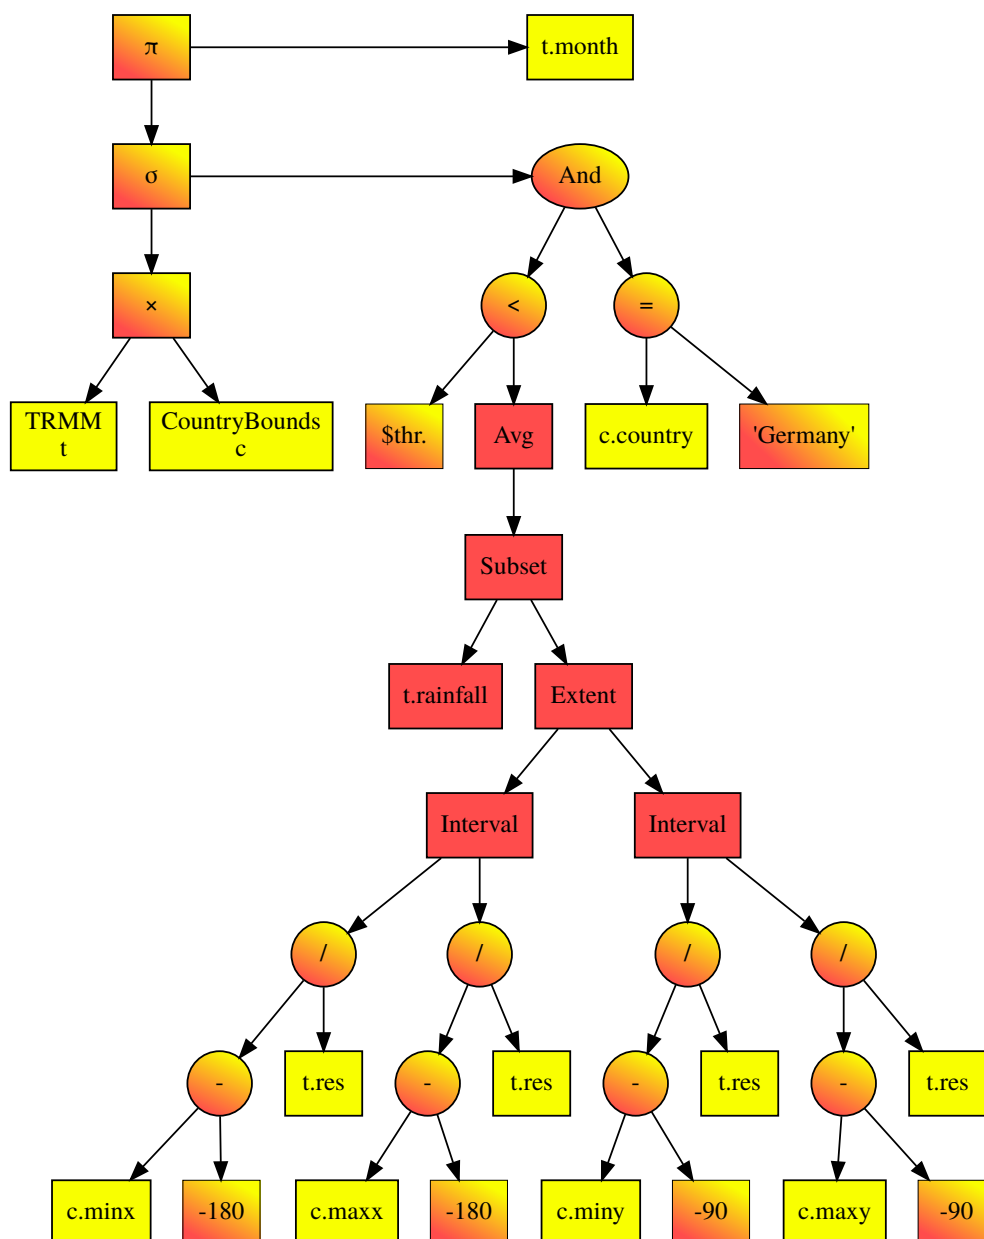 π
t.month
σ
And
×
<
=
TRMM
t
CountryBounds
c
$thr.
Avg
c.country
'Germany'
Subset
t.rainfall
Extent
Interval
Interval
/
/
/
/
-
t.res
-
t.res
-
t.res
-
t.res
c.minx
-180
c.maxx
-180
c.miny
-90
c.maxy
-90